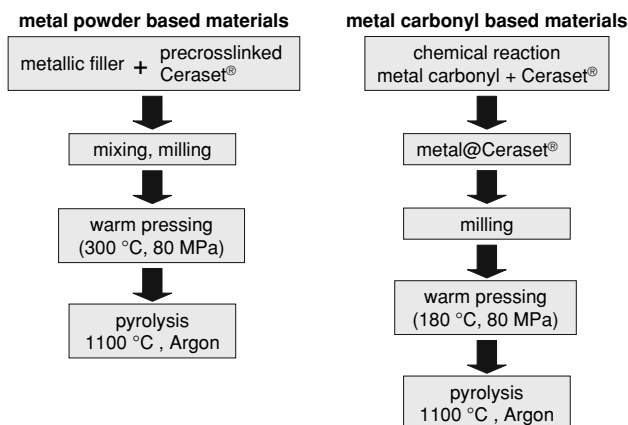 metal powder based materials
metallic filler + precrosslinked
Ceraset®
mixing, milling
warm pressing
(300 °C, 80 MPa)
pyrolysis
1100 °C , Argon
metal carbonyl based materials
chemical reaction
metal carbonyl + Ceraset®
metal@Ceraset®
milling
warm pressing
(180 °C, 80 MPa)
pyrolysis
1100 °C , Argon